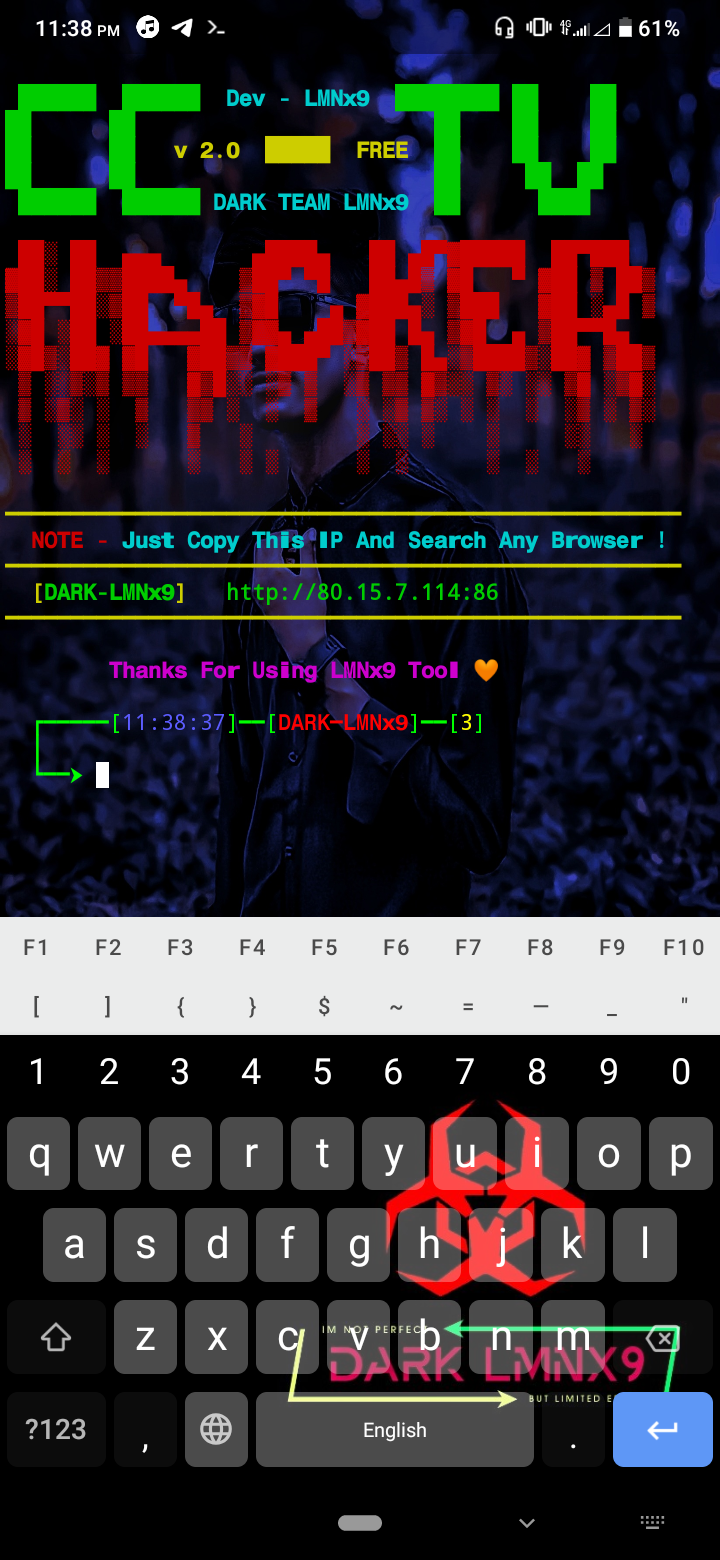 11:38 PM 4G 61%
Dev - LMNx9
CC TV
v 2.0 FREE
DARK TEAM LMNx9
HACKER
NOTE - Just Copy This IP And Search Any Browser !
[DARK-LMNx9] http://80.15.7.114:86
Thanks For Using LMNx9 Tool 🧡
[11:38:37]—[DARK-LMNx9]—[3]
F1 F2 F3 F4 F5 F6 F7 F8 F9 F10
[ ] { } $ ~ = — _ "
1 2 3 4 5 6 7 8 9 0
q w e r t y u i o p
a s d f g h j k l
z x c v b n m
IM NOT PERFECT
DARK LMNX9
BUT LIMITED
?123 , English .